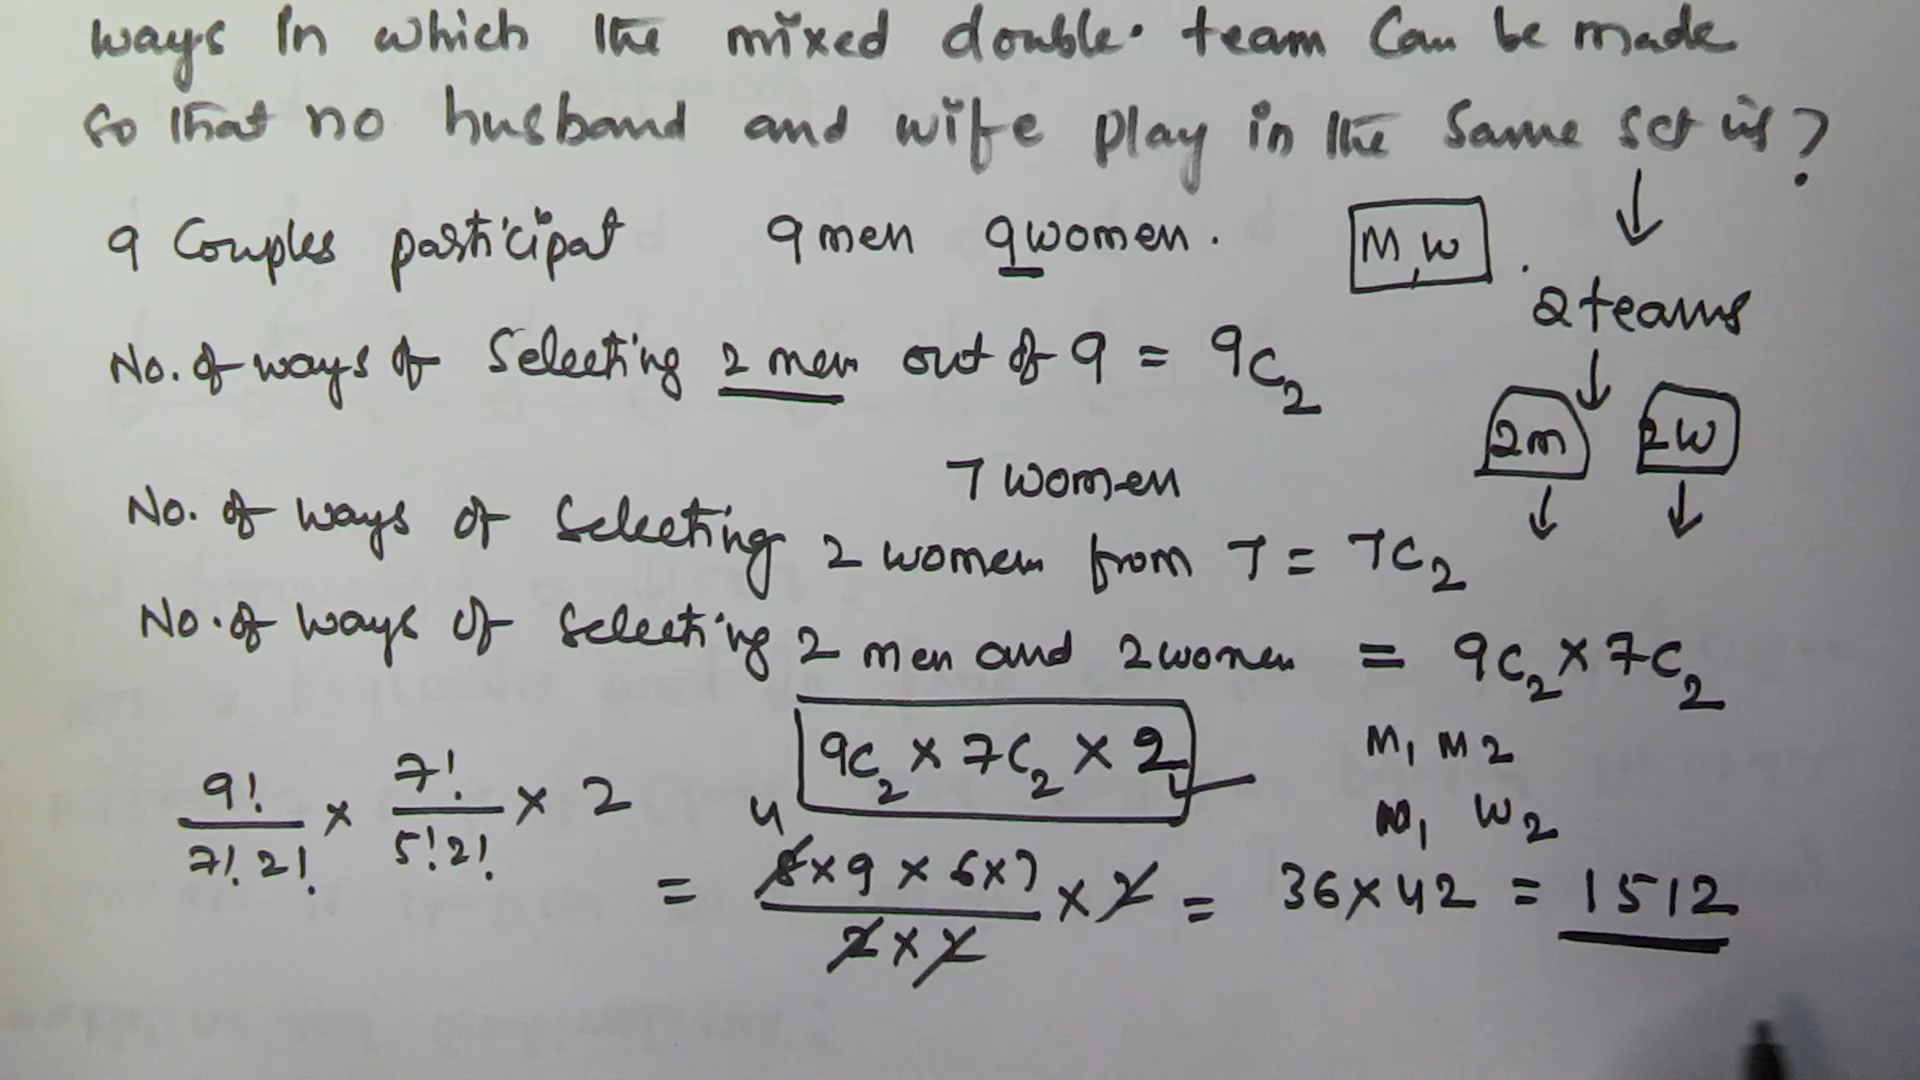 ways in which the mixed double team can be made
so that no husband and wife play in the same set is?
9 Couples participat 9 men 9 women. M, W
2 teams
No. of ways of Selecting 2 men out of 9 = 9C2
2m 2W
7 women
No. of ways of Selecting 2 women from 7 = 7C2
No. of ways of selecting 2 men and 2 women = 9C2 × 7C2
9C2 × 7C2 × 2
M1 M2
9!/7!2! × 7!/5!2! × 2
W2
4
= 8×9×6×7/2×2 × 2 = 36×42 = 1512